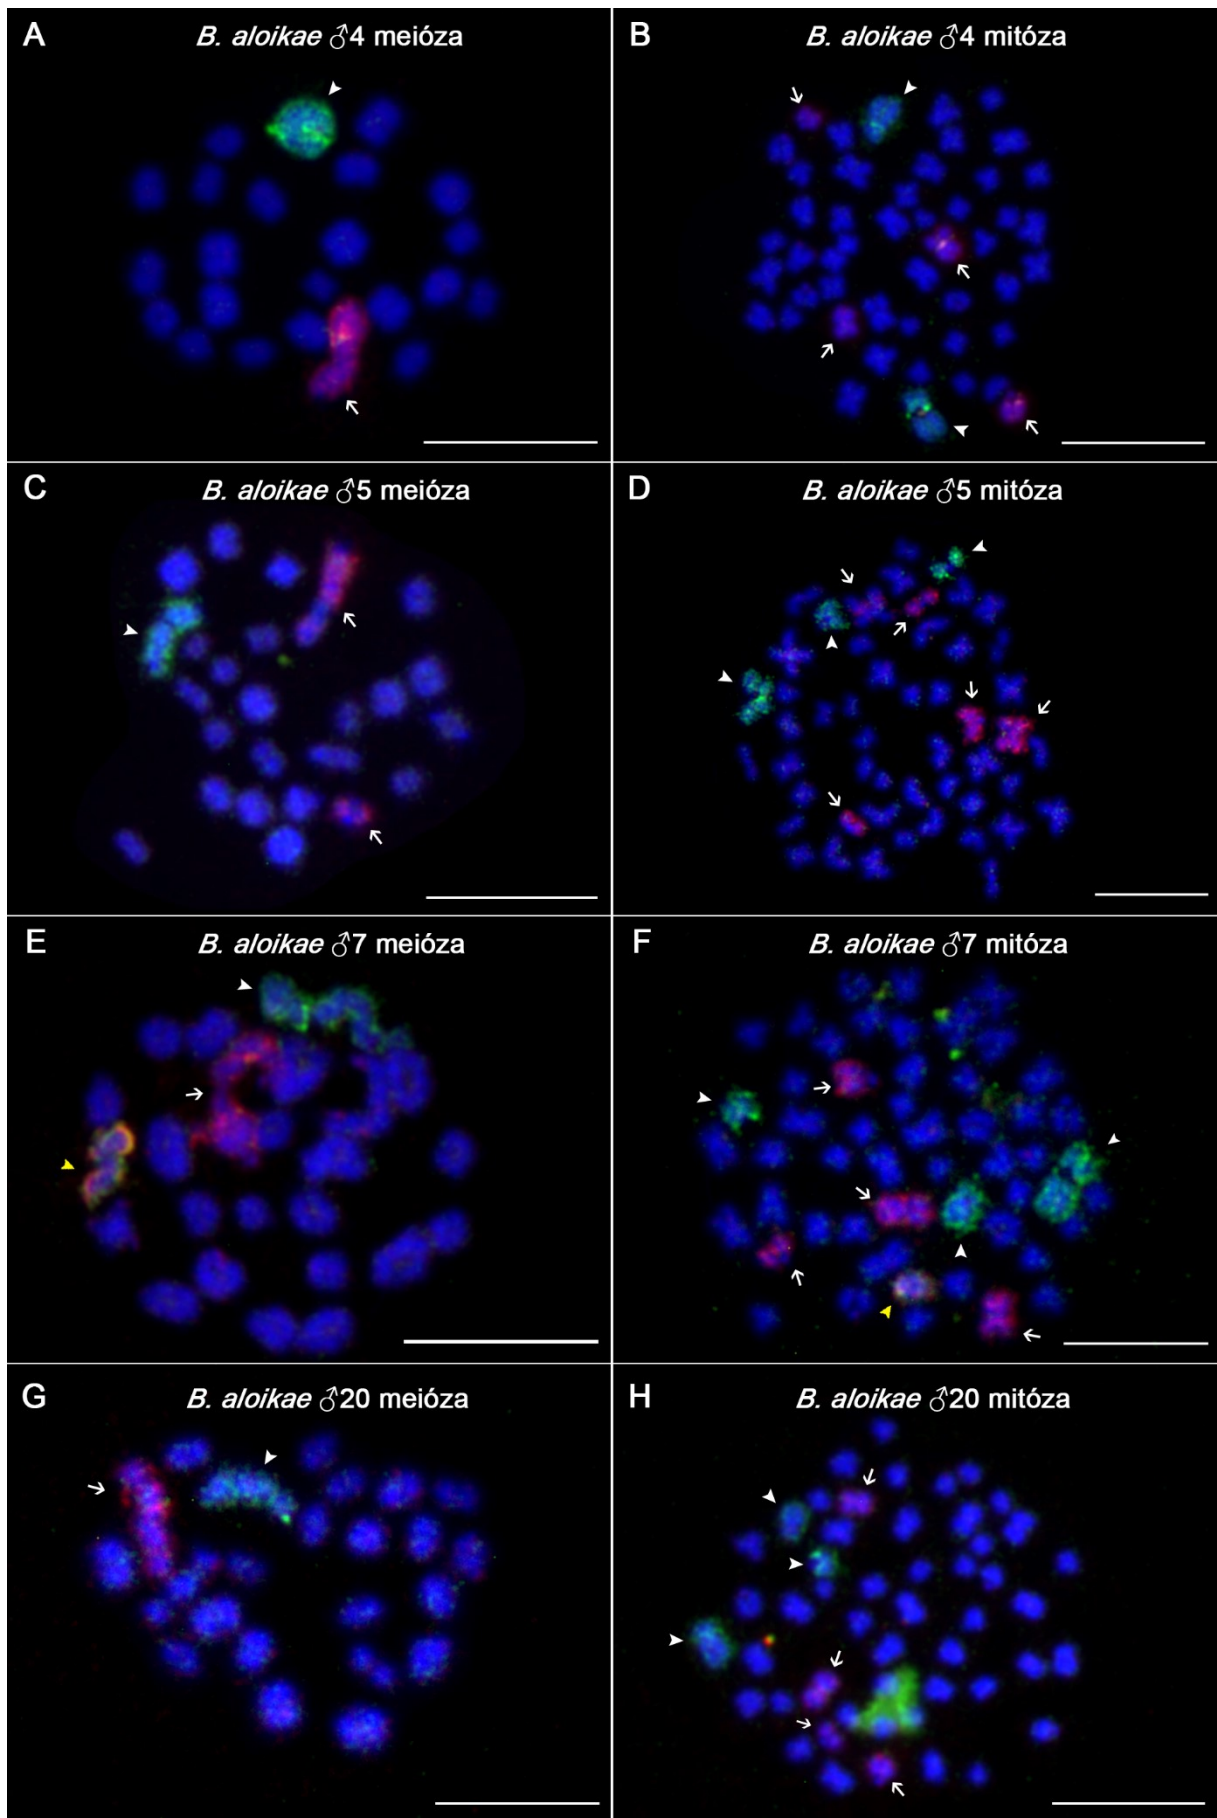 A
B. aloikae ♂4 meióza
B
B. aloikae ♂4 mitóza
C
B. aloikae ♂5 meióza
D
B. aloikae ♂5 mitóza
E
B. aloikae ♂7 meióza
F
B. aloikae ♂7 mitóza
G
B. aloikae ♂20 meióza
H
B. aloikae ♂20 mitóza